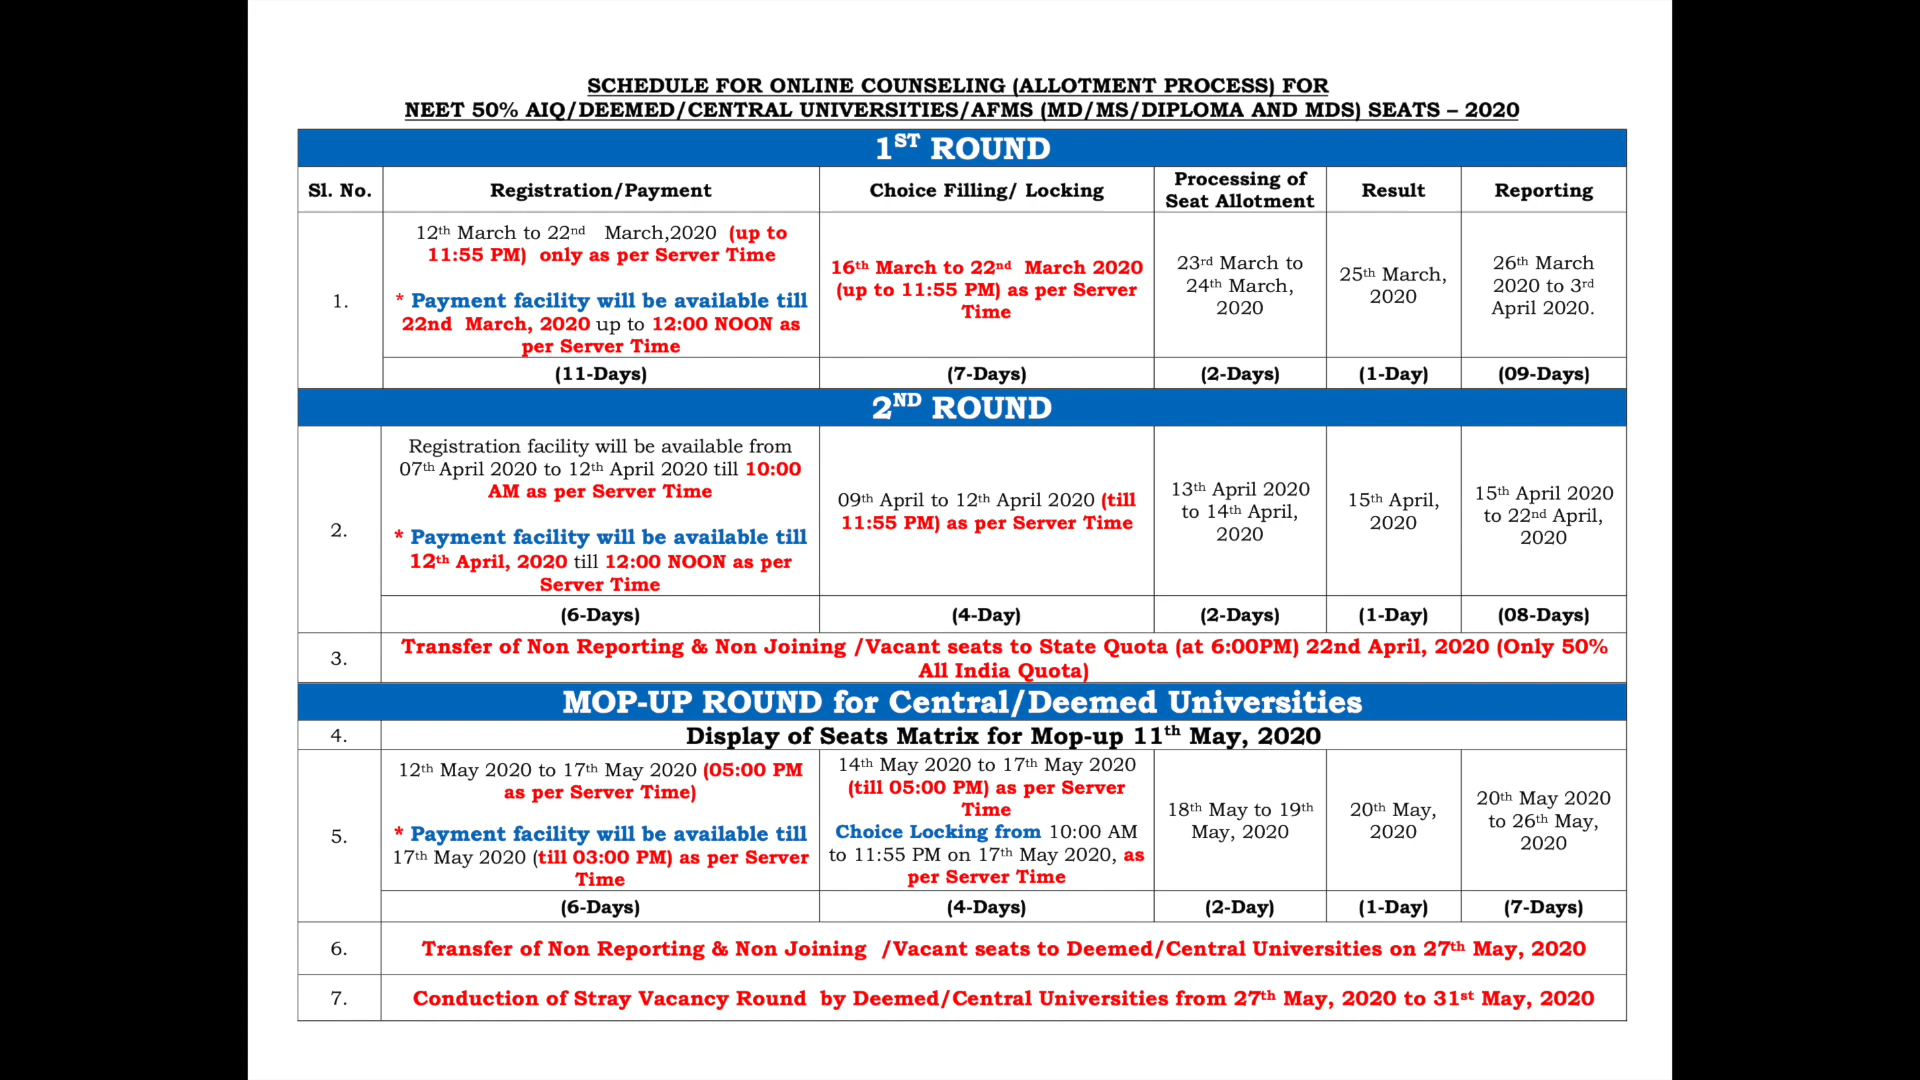 SCHEDULE FOR ONLINE COUNSELING (ALLOTMENT PROCESS) FOR
NEET 50% AIQ/DEEMED/CENTRAL UNIVERSITIES/AFMS (MD/MS/DIPLOMA AND MDS) SEATS – 2020
1ST ROUND
Sl. No.
Registration/Payment
Choice Filling/ Locking
Processing of
Seat Allotment
Result
Reporting
1.
12th March to 22nd March,2020 (up to
11:55 PM) only as per Server Time
* Payment facility will be available till
22nd March, 2020 up to 12:00 NOON as
per Server Time
16th March to 22nd March 2020
(up to 11:55 PM) as per Server
Time
23rd March to
24th March,
2020
25th March,
2020
26th March
2020 to 3rd
April 2020.
(11-Days)
(7-Days)
(2-Days)
(1-Day)
(09-Days)
2ND ROUND
2.
Registration facility will be available from
07th April 2020 to 12th April 2020 till 10:00
AM as per Server Time
* Payment facility will be available till
12th April, 2020 till 12:00 NOON as per
Server Time
09th April to 12th April 2020 (till
11:55 PM) as per Server Time
13th April 2020
to 14th April,
2020
15th April,
2020
15th April 2020
to 22nd April,
2020
(6-Days)
(4-Day)
(2-Days)
(1-Day)
(08-Days)
3.
Transfer of Non Reporting & Non Joining /Vacant seats to State Quota (at 6:00PM) 22nd April, 2020 (Only 50%
All India Quota)
MOP-UP ROUND for Central/Deemed Universities
4.
Display of Seats Matrix for Mop-up 11th May, 2020
5.
12th May 2020 to 17th May 2020 (05:00 PM
as per Server Time)
* Payment facility will be available till
17th May 2020 (till 03:00 PM) as per Server
Time
14th May 2020 to 17th May 2020
(till 05:00 PM) as per Server
Time
Choice Locking from 10:00 AM
to 11:55 PM on 17th May 2020, as
per Server Time
18th May to 19th
May, 2020
20th May,
2020
20th May 2020
to 26th May,
2020
(6-Days)
(4-Days)
(2-Day)
(1-Day)
(7-Days)
6.
Transfer of Non Reporting & Non Joining /Vacant seats to Deemed/Central Universities on 27th May, 2020
7.
Conduction of Stray Vacancy Round by Deemed/Central Universities from 27th May, 2020 to 31st May, 2020